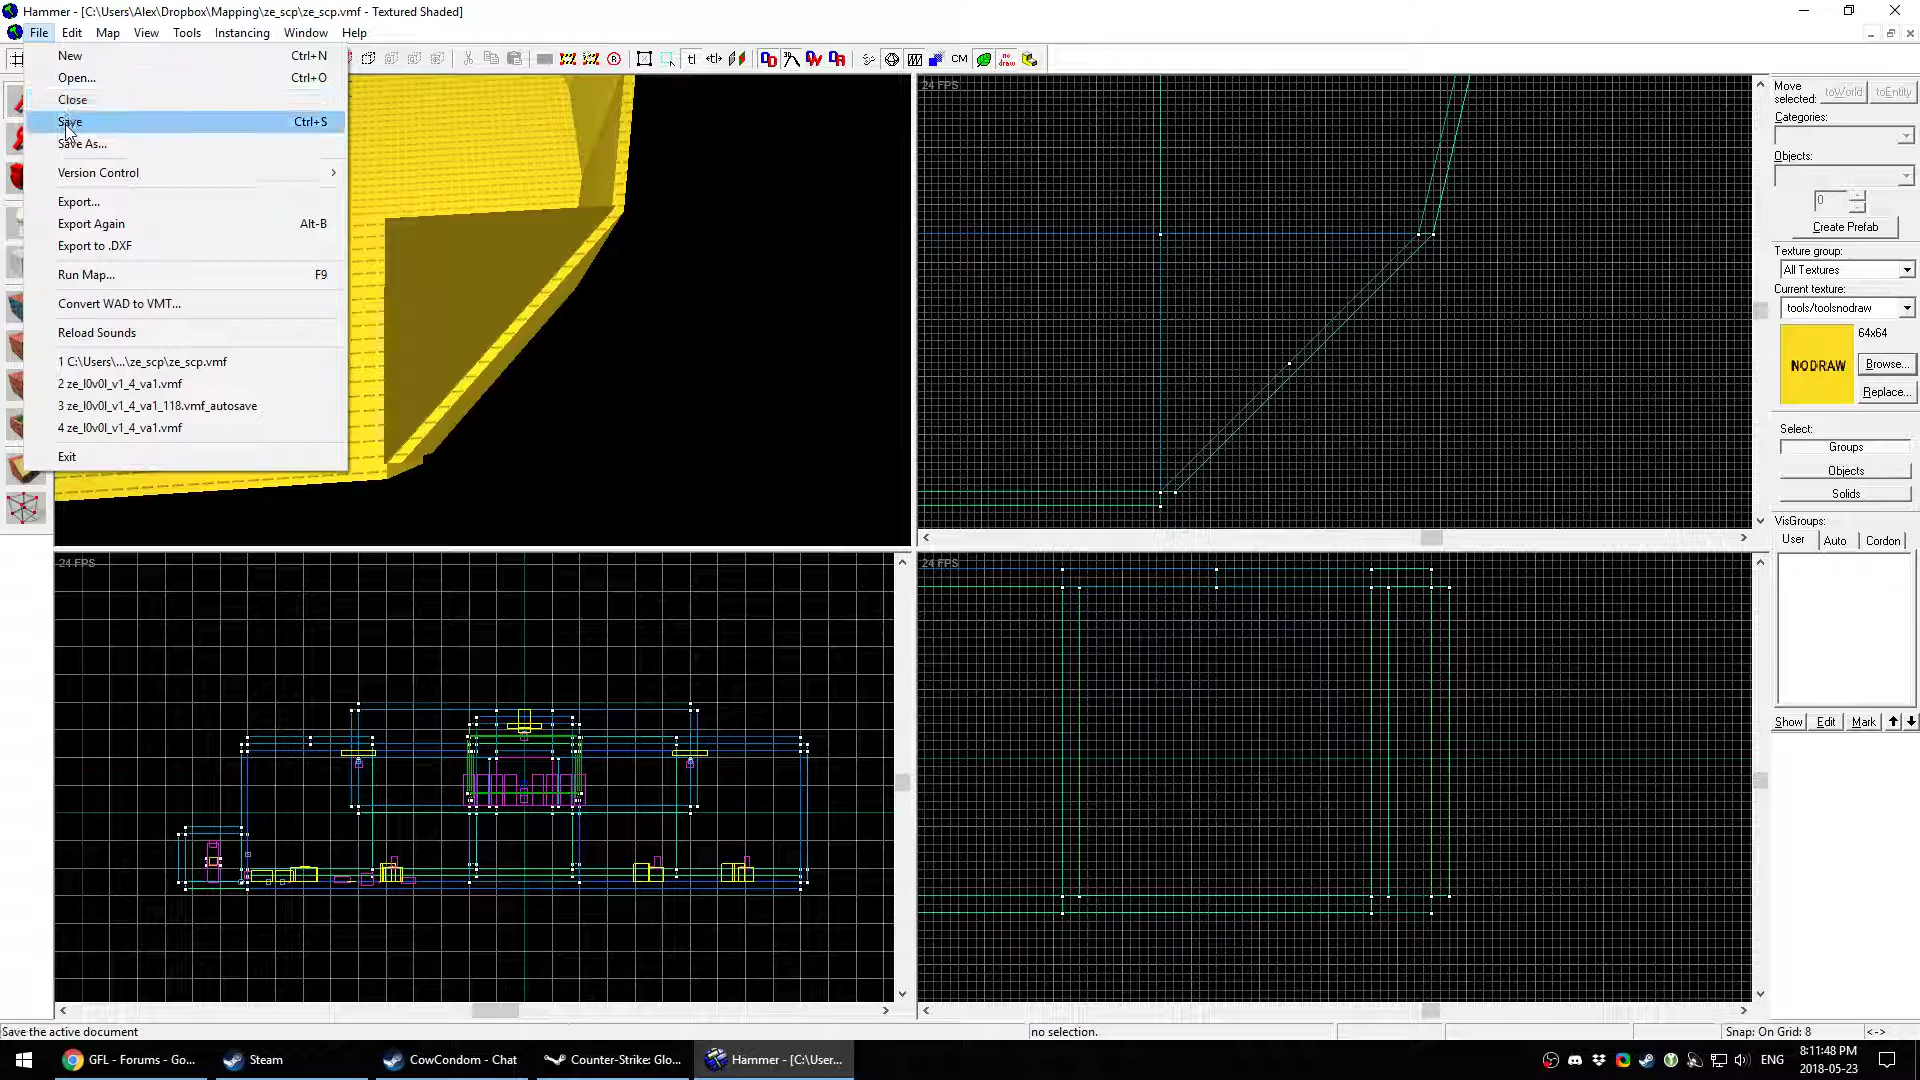 Hammer - [C:\Users\Alex\Dropbox\Mapping\ze_scp\ze_scp.vmf - Textured Shaded]
File Edit Map View Tools Instancing Window Help
New Ctrl+N
Open... Ctrl+O
Close
Save Ctrl+S
Save As...
Version Control
Export...
Export Again Alt-B
Export to .DXF
Run Map... F9
Convert WAD to VMT...
Reload Sounds
1 C:\Users\...\ze_scp\ze_scp.vmf
2 ze_l0v0l_v1_4_va1.vmf
3 ze_l0v0l_v1_4_va1_118.vmf_autosave
4 ze_l0v0l_v1_4_va1.vmf
Exit
CM
no draw
24 FPS
24 FPS
24 FPS
Move selected: toWorld toEntity
Categories:
Objects:
0
Create Prefab
Texture group:
All Textures
Current texture:
tools/toolsnodraw
64x64
NODRAW
Browse...
Replace...
Select:
Groups
Objects
Solids
VisGroups:
User Auto Cordon
Show Edit Mark
Save the active document
no selection.
Snap: On Grid: 8
<->
GFL - Forums - Go...
Steam
CowCondom - Chat
Counter-Strike: Glo...
Hammer - [C:\User...
ENG
8:11:48 PM
2018-05-23